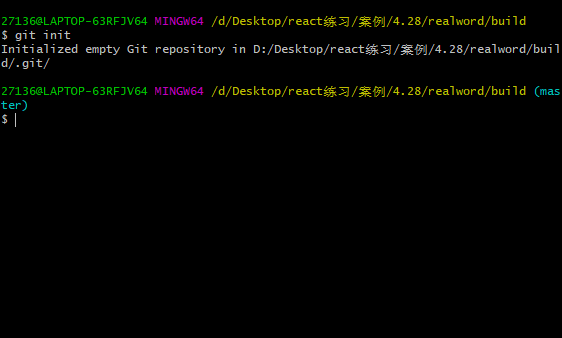 27136@LAPTOP-63RFJV64 MINGW64 /d/Desktop/react练习/案例/4.28/realword/build
$ git init
Initialized empty Git repository in D:/Desktop/react练习/案例/4.28/realword/buil
d/.git/
27136@LAPTOP-63RFJV64 MINGW64 /d/Desktop/react练习/案例/4.28/realword/build (mas
ter)
$